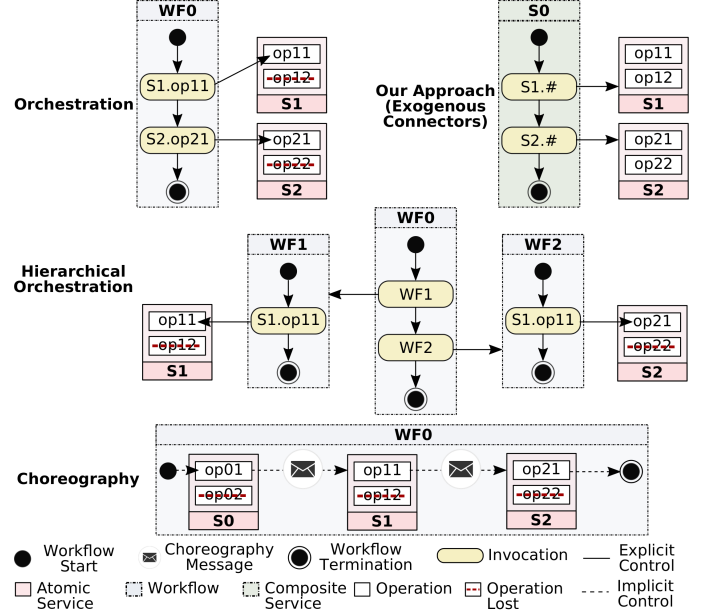 WF0
S1.op11
S2.op21
op11
op12
S1
op21
op22
S2
Orchestration
S0
S1.#
S2.#
op11
op12
S1
op21
op22
S2
Our Approach
(Exogenous
Connectors)
WF0
WF1
WF2
WF1
S1.op11
WF2
S1.op11
op11
op12
S1
op21
op22
S2
Hierarchical
Orchestration
WF0
Choreography
op01
op02
S0
op11
op12
S1
op21
op22
S2
Workflow
Start
Choreography
Message
Workflow
Termination
Invocation
Explicit
Control
Atomic
Service
Workflow
Composite
Service
Operation
Operation
Lost
Implicit
Control